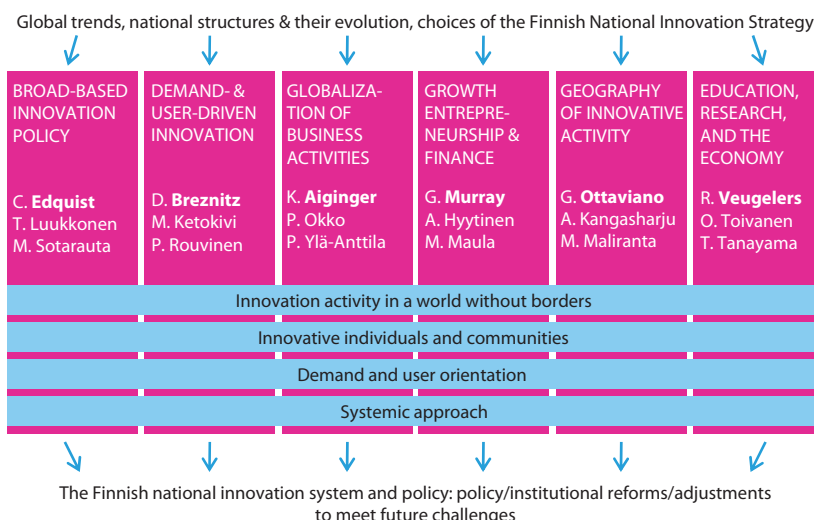 Global trends, national structures & their evolution, choices of the Finnish National Innovation Strategy
BROAD-BASED
INNOVATION
POLICY
C. Edquist
T. Luukkonen
M. Sotarauta
DEMAND- &
USER-DRIVEN
INNOVATION
D. Breznitz
M. Ketokivi
P. Rouvinen
GLOBALIZA-
TION OF
BUSINESS
ACTIVITIES
K. Aiginger
P. Okko
P. Ylä-Anttila
GROWTH
ENTREPRE-
NEURSHIP &
FINANCE
G. Murray
A. Hyytinen
M. Maula
GEOGRAPHY
OF INNOVATIVE
ACTIVITY
G. Ottaviano
A. Kangasharju
M. Maliranta
EDUCATION,
RESEARCH,
AND THE
ECONOMY
R. Veugelers
O. Toivanen
T. Tanayama
Innovation activity in a world without borders
Innovative individuals and communities
Demand and user orientation
Systemic approach
The Finnish national innovation system and policy: policy/institutional reforms/adjustments
to meet future challenges